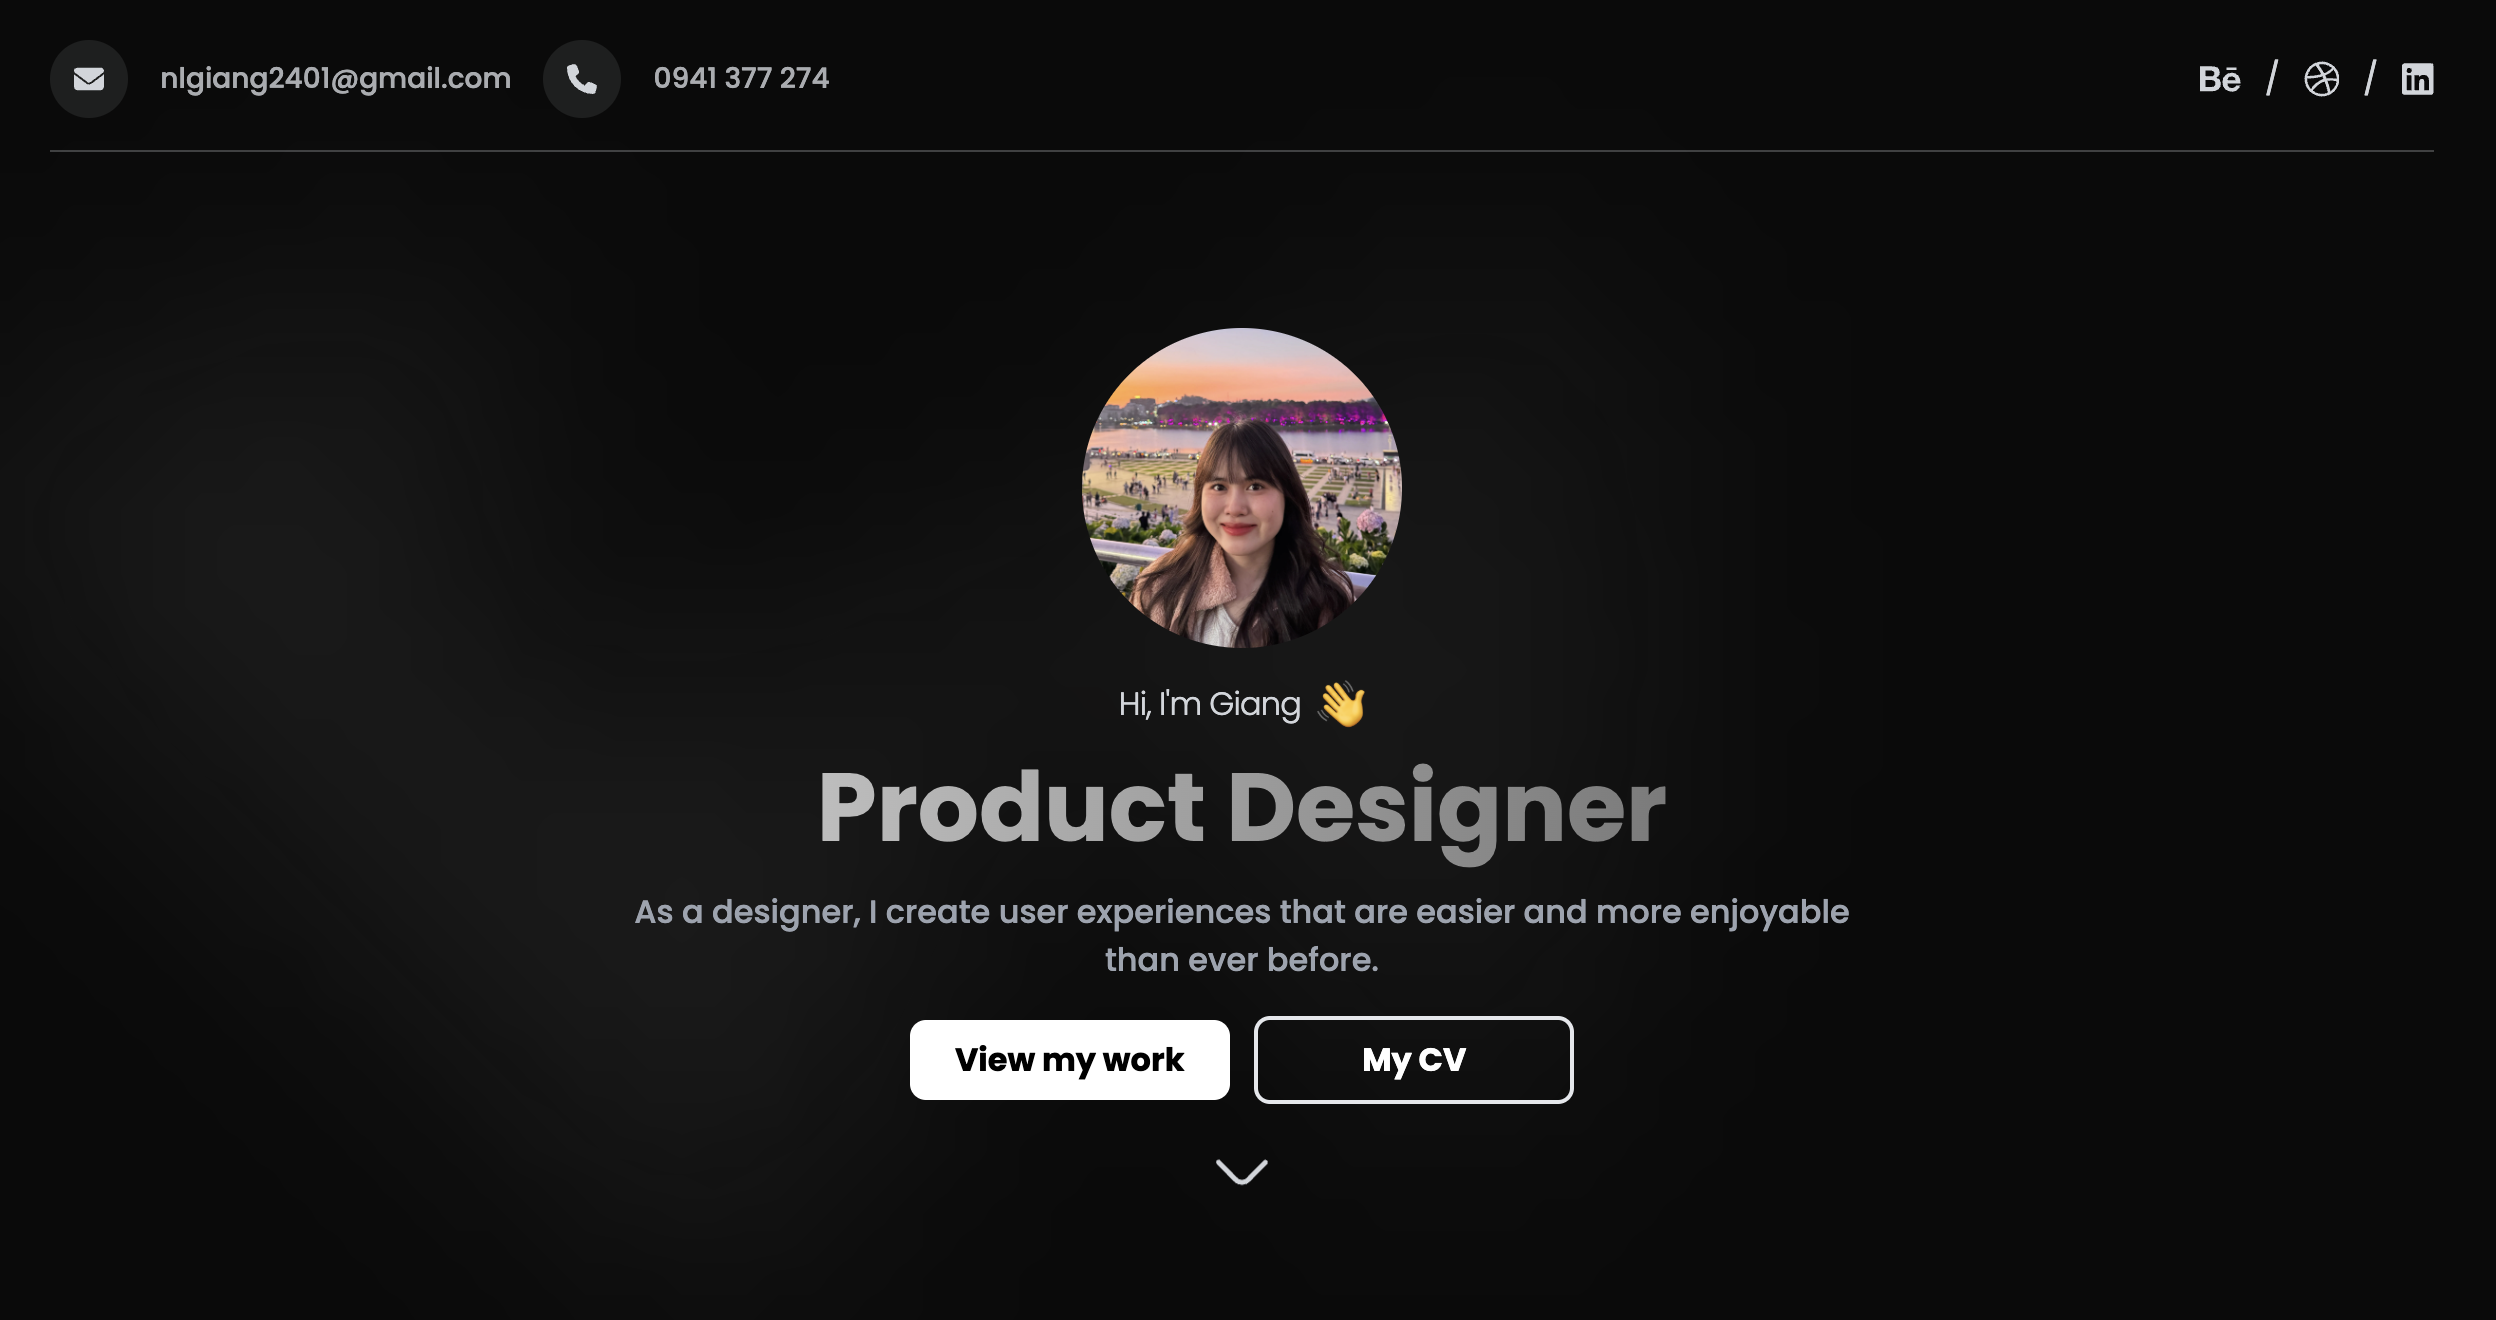 nlgiang2401@gmail.com
0941 377 274
Bē / / in
Hi, I'm Giang 👋
Product Designer
As a designer, I create user experiences that are easier and more enjoyable
than ever before.
View my work
My CV